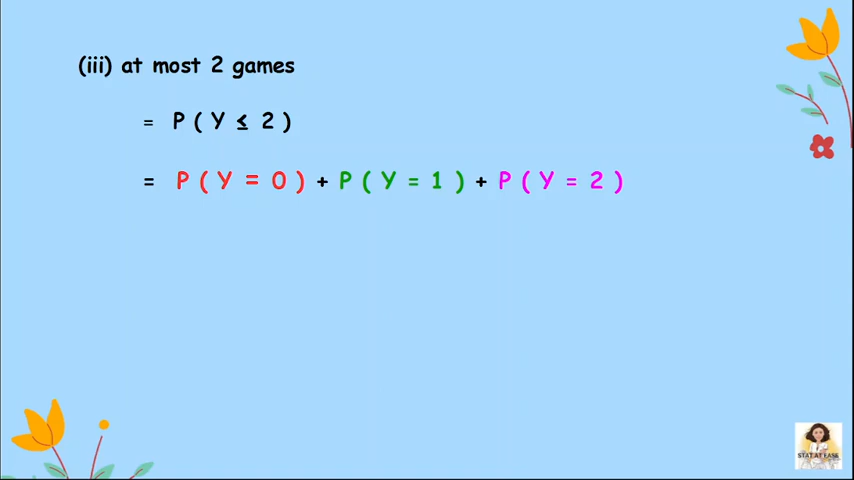 (iii) at most 2 games
= P ( Y ≤ 2 )
= P ( Y = 0 ) + P ( Y = 1 ) + P ( Y = 2 )
STAT AT EASE